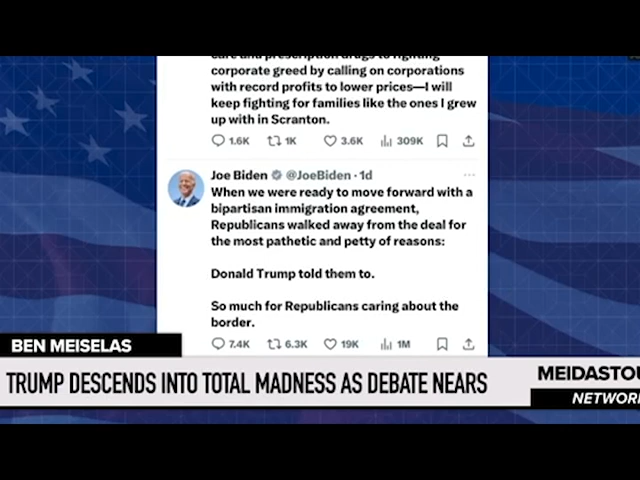 care and prescription drugs to fighting
corporate greed by calling on corporations
with record profits to lower prices—I will
keep fighting for families like the ones I grew
up with in Scranton.
1.6K 1K 3.6K 309K
Joe Biden @JoeBiden · 1d
When we were ready to move forward with a
bipartisan immigration agreement,
Republicans walked away from the deal for
the most pathetic and petty of reasons:
Donald Trump told them to.
So much for Republicans caring about the
border.
7.4K 6.3K 19K 1M
BEN MEISELAS
TRUMP DESCENDS INTO TOTAL MADNESS AS DEBATE NEARS
MEIDASTOU
NETWORK